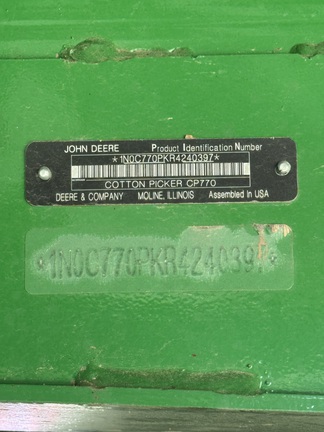 JOHN DEERE Product Identification Number
*1N0C770PKR4240397*
COTTON PICKER CP770
DEERE & COMPANY MOLINE, ILLINOIS Assembled In USA
*1N0C770PKR4240397*